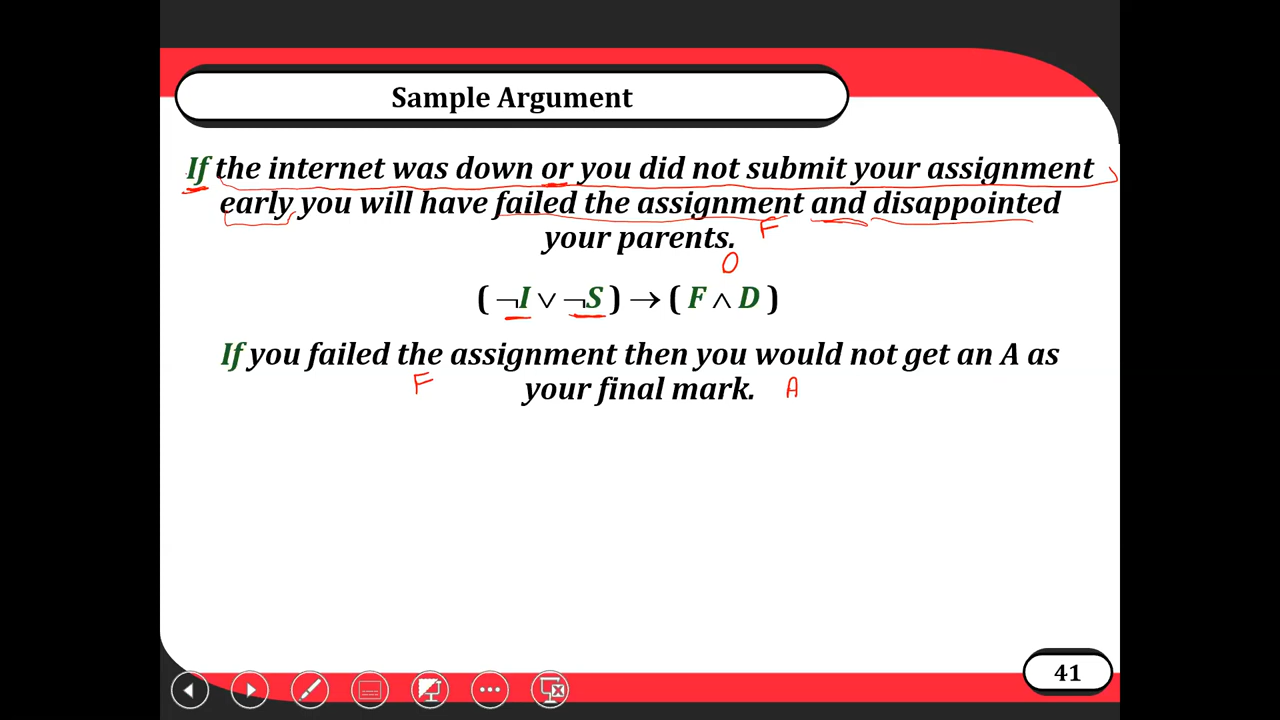 Sample Argument
If the internet was down or you did not submit your assignment
early you will have failed the assignment and disappointed
F
your parents.
D
( ¬I ∨ ¬S ) → ( F ∧ D )
If you failed the assignment then you would not get an A as
F
your final mark. A
41